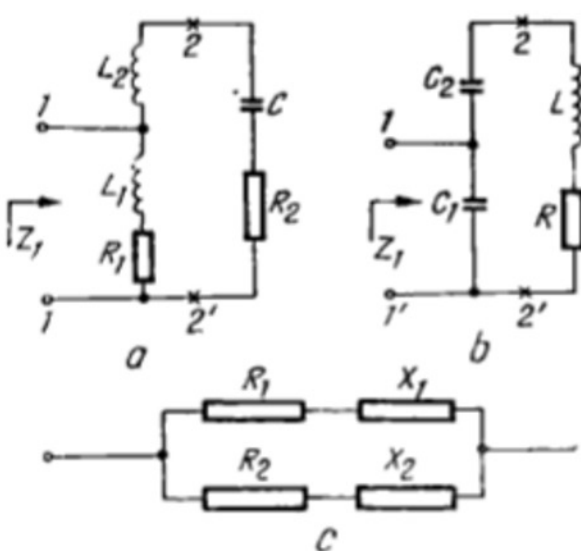 2
L₂
C
1
L₁
Z₁
R₁
R₂
1
2'
a
2
C₂
L
1
C₁
Z₁
R
1'
2'
b
R₁ X₁
R₂ X₂
c